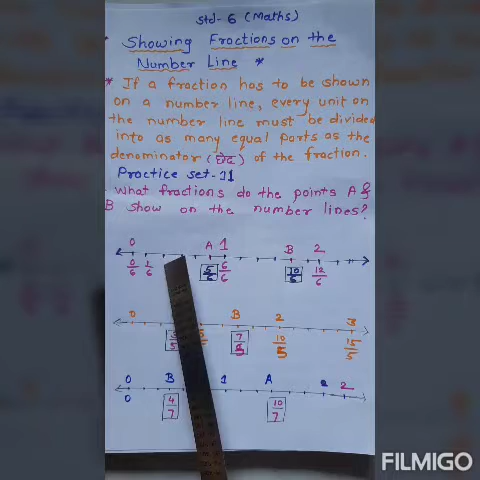 Std-6 (Maths)
* Showing Fractions on the
Number Line *
* If a fraction has to be shown
on a number line, every unit on
the number line must be divided
into as many equal parts as the
denominator (छेद) of the fraction.
Practice set-11
What fractions do the points A &
B show on the number lines?
0 A 1 B 2
0/6 1/6 5/6 6/6 10/6 12/6
0 B 2 3
7/5 10/5 15/5
0 B 1 A 2 2
0 4/7 10/7
FILMIGO